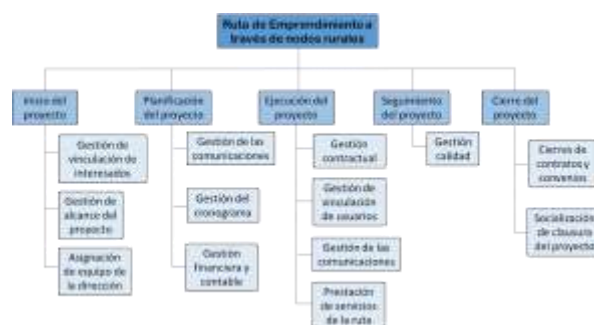 Ruta de Emprendimiento a
través de nodos rurales
Inicio del
proyecto
Planificación
del proyecto
Ejecución del
proyecto
Seguimiento
del proyecto
Cierre del
proyecto
Gestión de
vinculación de
interesados
Gestión de
alcance del
proyecto
Asignación
de equipo de
la dirección
Gestión de las
comunicaciones
Gestión del
cronograma
Gestión
financiera y
contable
Gestión
contractual
Gestión de
vinculación
de usuarios
Gestión de las
comunicaciones
Prestación
de servicios
de la ruta
Gestión
calidad
Cierres de
contratos y
convenios
Socialización
de clausura
del proyecto